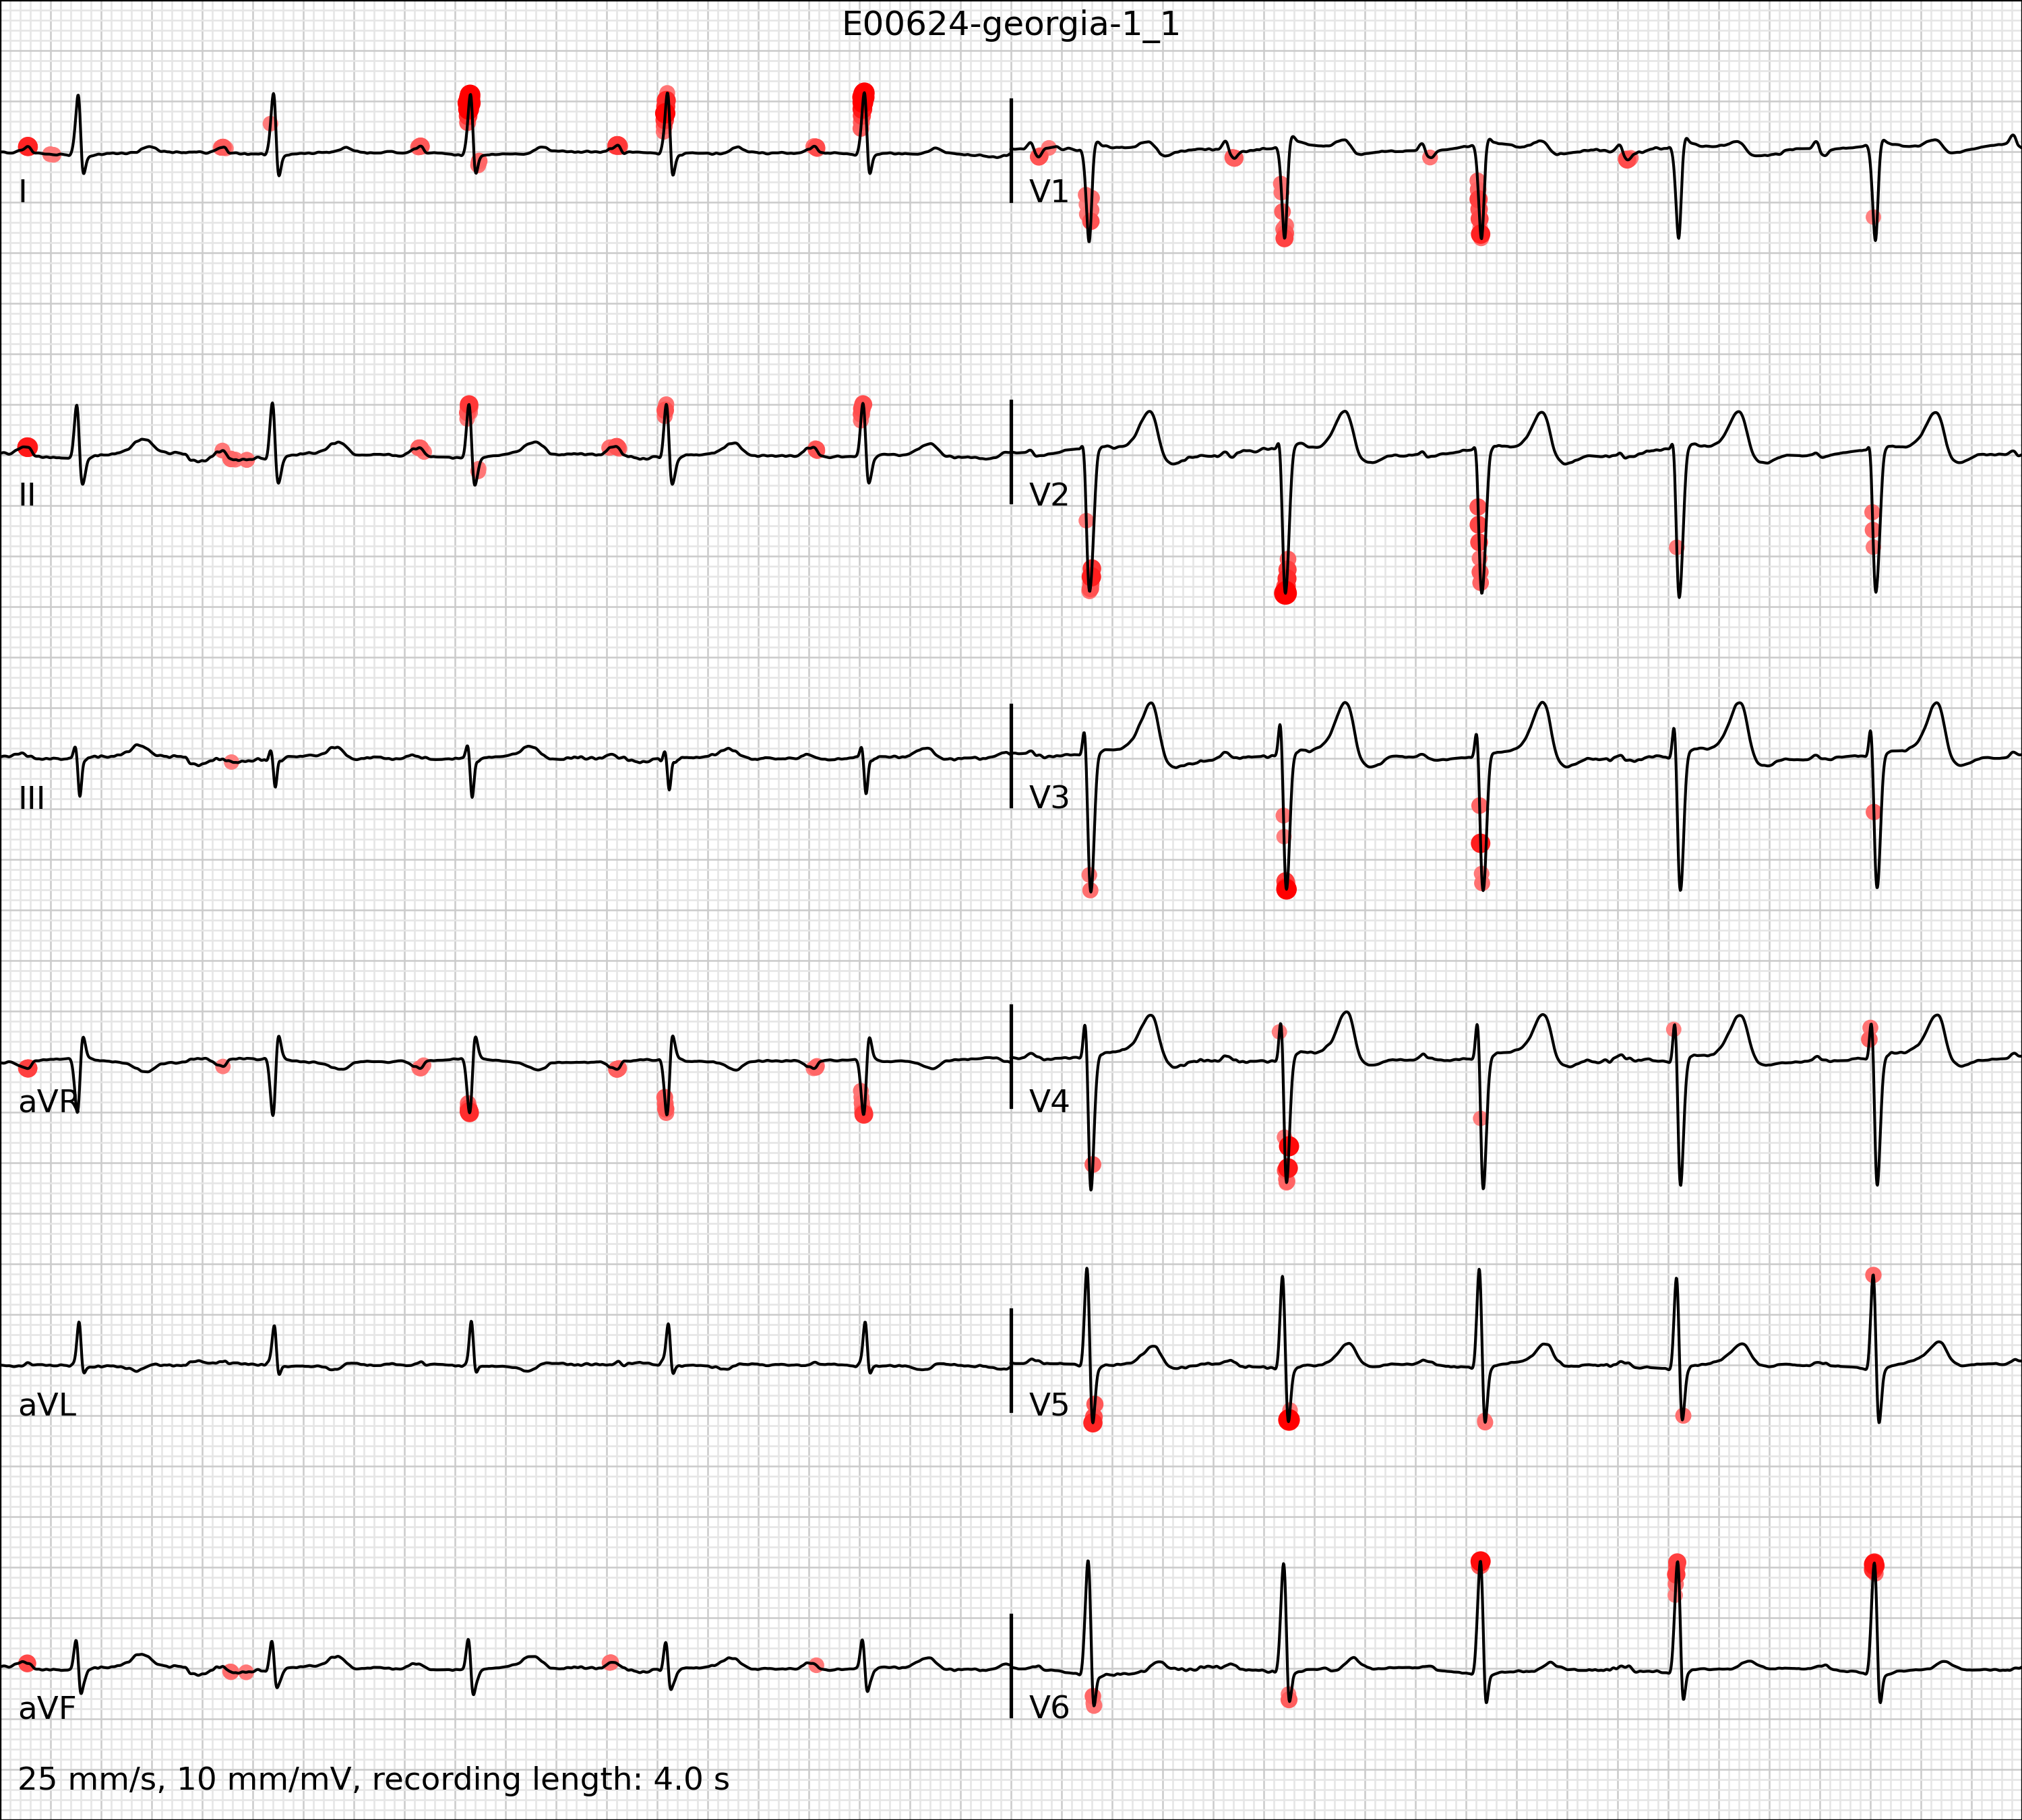 E00624-georgia-1_1
I
V1
II
V2
III
V3
aVR
V4
aVL
V5
aVF
V6
25 mm/s, 10 mm/mV, recording length: 4.0 s